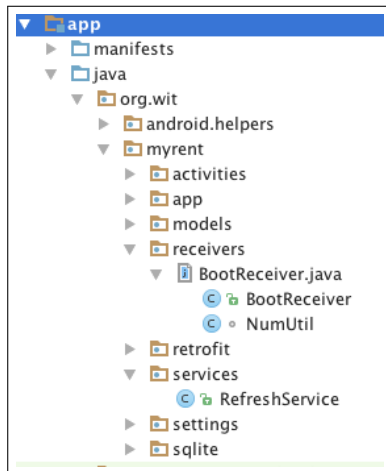 app
manifests
java
org.wit
android.helpers
myrent
activities
app
models
receivers
BootReceiver.java
BootReceiver
NumUtil
retrofit
services
RefreshService
settings
sqlite